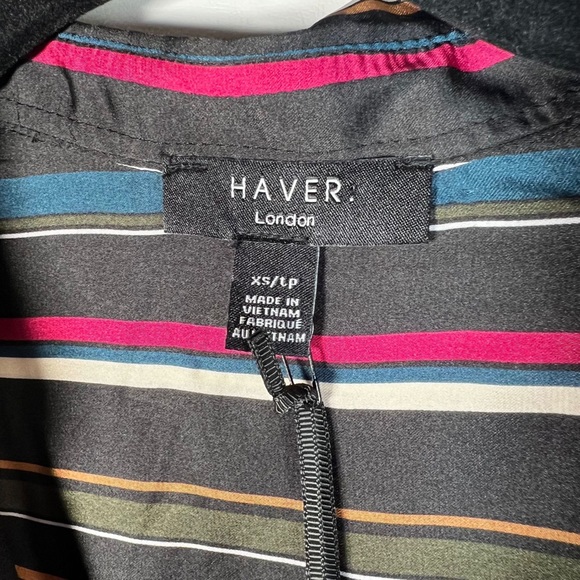 HAVER:
London
xs/tp
MADE IN
VIETNAM
FABRIQUÉ
AU VIETNAM